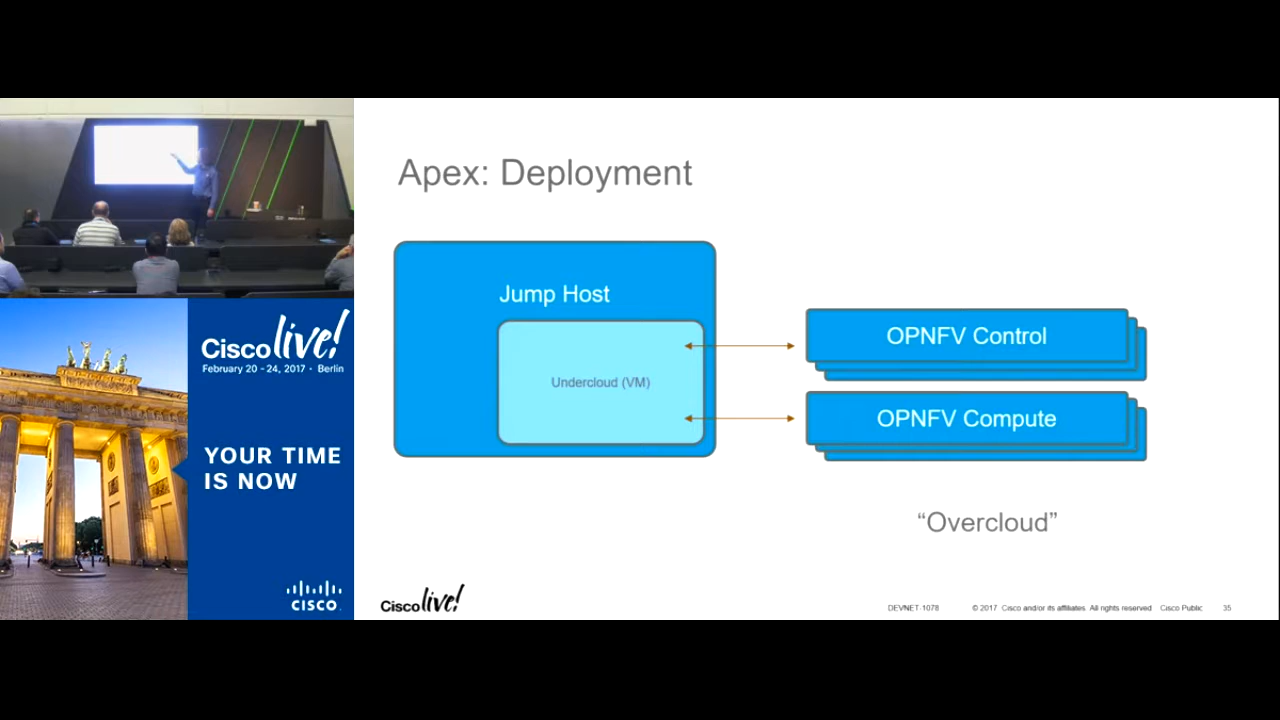 Apex: Deployment
Jump Host
Undercloud (VM)
OPNFV Control
OPNFV Compute
“Overcloud”
Cisco live!
February 20 - 24, 2017 • Berlin
YOUR TIME
IS NOW
CISCO
Cisco live!
DEVNET-1078 © 2017 Cisco and/or its affiliates. All rights reserved Cisco Public 35